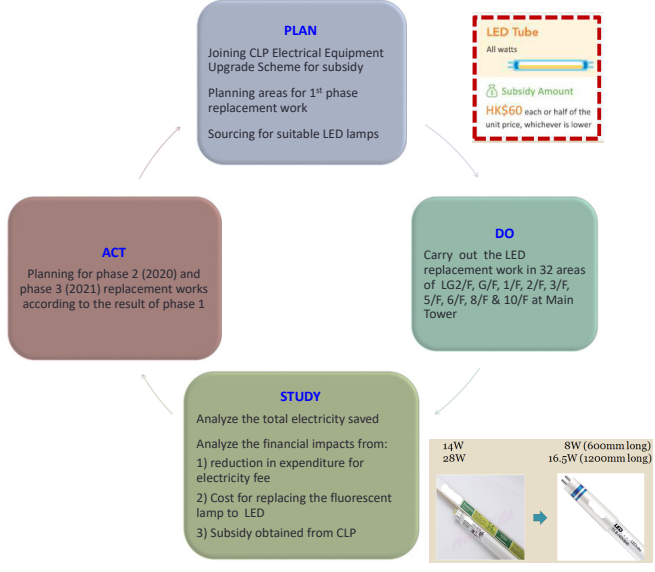 PLAN
Joining CLP Electrical Equipment
Upgrade Scheme for subsidy
Planning areas for 1st phase
replacement work
Sourcing for suitable LED lamps
LED Tube
All watts
Subsidy Amount
HK$60 each or half of the
unit price, whichever is lower
ACT
Planning for phase 2 (2020) and
phase 3 (2021) replacement works
according to the result of phase 1
DO
Carry out the LED
replacement work in 32 areas
of LG2/F, G/F, 1/F, 2/F, 3/F,
5/F, 6/F, 8/F & 10/F at Main
Tower
STUDY
Analyze the total electricity saved
Analyze the financial impacts from:
1) reduction in expenditure for
electricity fee
2) Cost for replacing the fluorescent
lamp to LED
3) Subsidy obtained from CLP
14W
28W
8W (600mm long)
16.5W (1200mm long)
LED